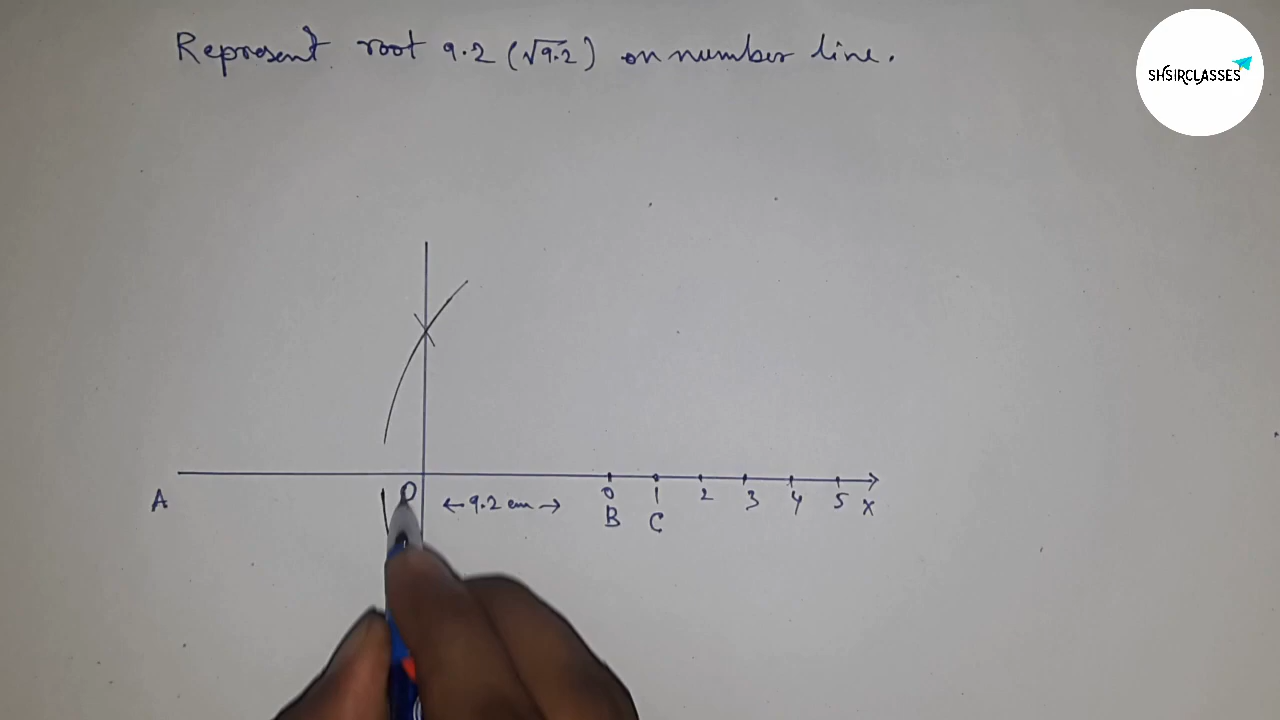 Represent root 9.2 (√9.2) on number line.
SHSIRCLASSES
A O ←9.2 cm→ 0 1 2 3 4 5 X
B C